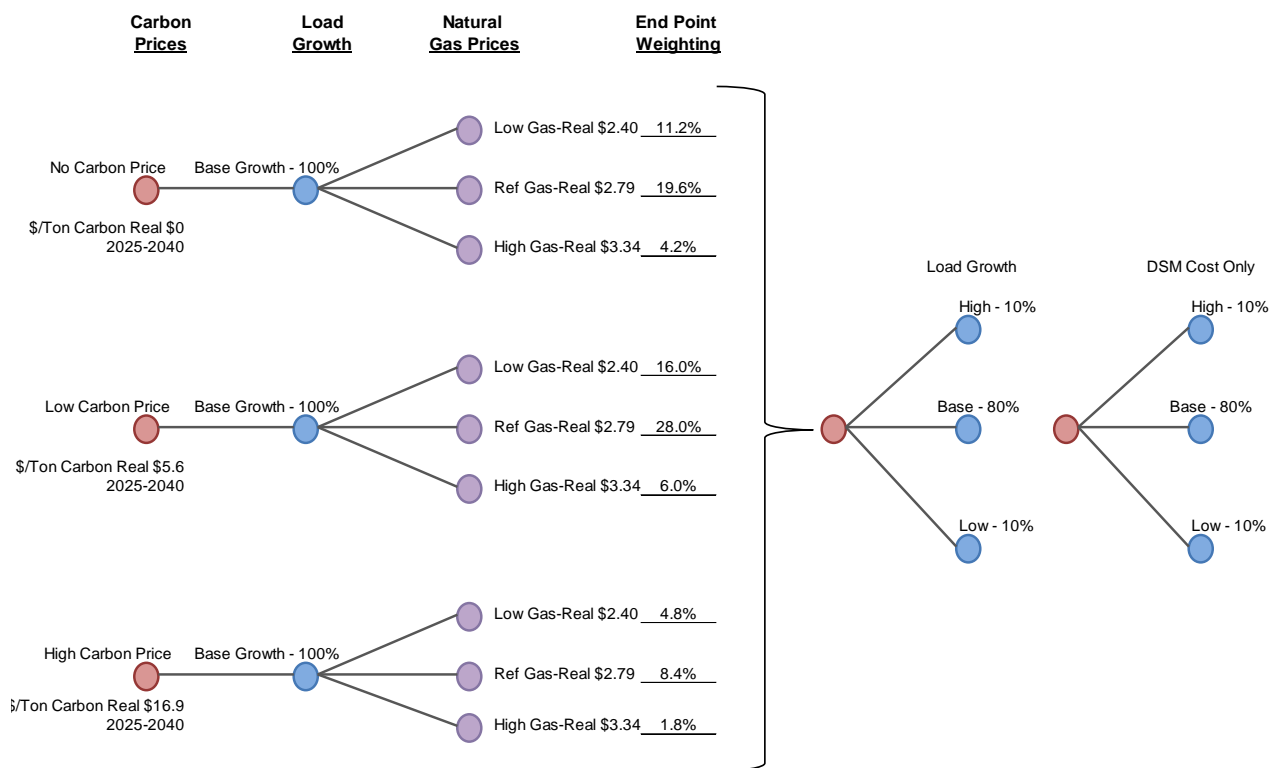 Carbon Prices
Load Growth
Natural Gas Prices
End Point Weighting
Low Gas-Real $2.40 11.2%
No Carbon Price
Base Growth - 100%
Ref Gas-Real $2.79 19.6%
$/Ton Carbon Real $0
2025-2040
High Gas-Real $3.34 4.2%
Low Gas-Real $2.40 16.0%
Low Carbon Price
Base Growth - 100%
Ref Gas-Real $2.79 28.0%
$/Ton Carbon Real $5.6
2025-2040
High Gas-Real $3.34 6.0%
Low Gas-Real $2.40 4.8%
High Carbon Price
Base Growth - 100%
Ref Gas-Real $2.79 8.4%
$/Ton Carbon Real $16.9
2025-2040
High Gas-Real $3.34 1.8%
Load Growth
High - 10%
Base - 80%
Low - 10%
DSM Cost Only
High - 10%
Base - 80%
Low - 10%